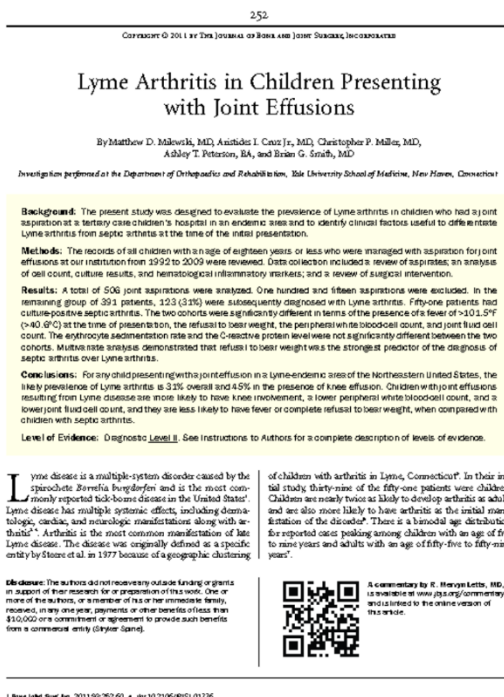 252
COPYRIGHT © 2011 BY THE JOURNAL OF BONE AND JOINT SURGERY, INCORPORATED
Lyme Arthritis in Children Presenting
with Joint Effusions
By Matthew D. Milewski, MD, Aristides I. Cruz Jr., MD, Christopher P. Miller, MD,
Ashley T. Peterson, BA, and Brian G. Smith, MD
Investigation performed at the Department of Orthopaedics and Rehabilitation, Yale University School of Medicine, New Haven, Connecticut
Background: The present study was designed to evaluate the prevalence of Lyme arthritis in children who had a joint
aspiration at a tertiary care children's hospital in an endemic area and to identify clinical factors useful to differentiate
Lyme arthritis from septic arthritis at the time of the initial presentation.
Methods: The records of all children with an age of eighteen years or less who were managed with aspiration for joint
effusions at our institution from 1992 to 2009 were reviewed. Data collection included a review of aspirates; an analysis
of cell count, culture results, and hematological inflammatory markers; and a review of surgical intervention.
Results: A total of 506 joint aspirations were analyzed. One hundred and fifteen aspirations were excluded. In the
remaining group of 391 patients, 123 (31%) were subsequently diagnosed with Lyme arthritis. Fifty-one patients had
culture-positive septic arthritis. The two cohorts were significantly different in terms of the presence of a fever of >101.5°F
(>40.6°C) at the time of presentation, the refusal to bear weight, the peripheral white blood-cell count, and joint fluid cell
count. The erythrocyte sedimentation rate and the C-reactive protein level were not significantly different between the two
cohorts. Multivariate analysis demonstrated that refusal to bear weight was the strongest predictor of the diagnosis of
septic arthritis over Lyme arthritis.
Conclusions: For any child presenting with a joint effusion in a Lyme-endemic area of the Northeastern United States, the
likely prevalence of Lyme arthritis is 31% overall and 45% in the presence of knee effusion. Children with joint effusions
resulting from Lyme disease are more likely to have knee involvement, a lower peripheral white blood-cell count, and a
lower joint fluid cell count, and they are less likely to have fever or complete refusal to bear weight, when compared with
children with septic arthritis.
Level of Evidence: Diagnostic Level II. See Instructions to Authors for a complete description of levels of evidence.
Lyme disease is a multiple-system disorder caused by the
spirochete Borrelia burgdorferi and is the most com-
monly reported tick-borne disease in the United States¹.
Lyme disease has multiple systemic effects, including derma-
tologic, cardiac, and neurologic manifestations along with ar-
thritis. Arthritis is the most common manifestation of late
Lyme disease. The disease was originally defined as a specific
entity by Steere et al. in 1977 because of a geographic clustering
of children with arthritis in Lyme, Connecticut. In their in
tial study, thirty-nine of the fifty-one patients were childre
Children are nearly twice as likely to develop arthritis as adul
and are also more likely to have arthritis as the initial man
festation of the disorder. There is a bimodal age distributio
for reported cases peaking among children with an age of fi
to nine years and adults with an age of fifty-five to fifty-nin
years.
Disclosure: The authors did not receive any outside funding or grants
in support of their research for or preparation of this work. One or
more of the authors, or a member of his or her immediate family,
received, in any one year, payments or other benefits of less than
$10,000 or a commitment or agreement to provide such benefits
from a commercial entity (Stryker Spine).
A commentary by R. Mervyn Letts, MD,
is available at www.jbjs.org/commentary
and is linked to the online version of
this article.
J Bone Joint Surg Am. 2011;93:252-60